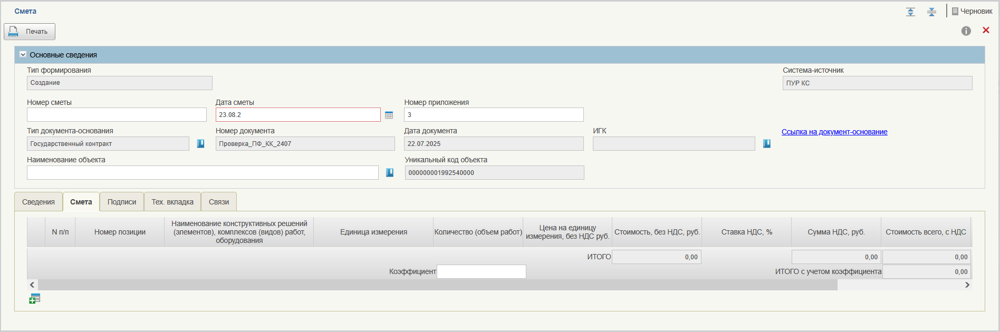 Смета
Черновик
Печать
Основные сведения
Тип формирования
Система-источник
Создание
ПУР КС
Номер сметы
Дата сметы
Номер приложения
23.08.2
3
Тип документа-основания
Номер документа
Дата документа
ИГК
Государственный контракт
Проверка_ПФ_КК_2407
22.07.2025
Ссылка на документ-основание
Наименование объекта
Уникальный код объекта
000000001992540000
Сведения
Смета
Подписи
Тех. вкладка
Связи
N п/п
Номер позиции
Наименование конструктивных решений
(элементов), комплексов (видов) работ,
оборудования
Единица измерения
Количество (объем работ)
Цена на единицу
измерения, без НДС руб.
Стоимость, без НДС, руб.
Ставка НДС, %
Сумма НДС, руб.
Стоимость всего, с НДС
ИТОГО
0,00
0,00
0,00
Коэффициент
ИТОГО с учетом коэффициента
0,00